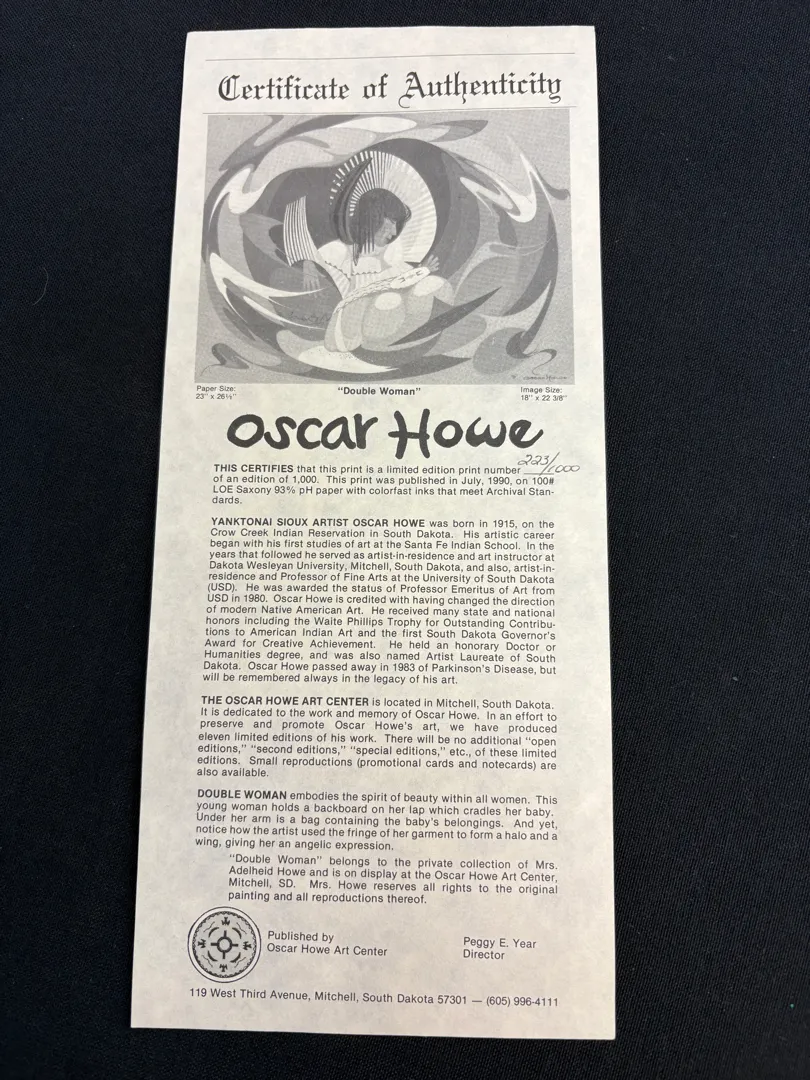 Certificate of Authenticity
Paper Size:
23" x 26½"
"Double Woman"
Image Size:
18" x 22 3/8"
Oscar Howe
THIS CERTIFIES that this print is a limited edition print number 223/1000
of an edition of 1,000. This print was published in July, 1990, on 100#
LOE Saxony 93% pH paper with colorfast inks that meet Archival Stan-
dards.
YANKTONAI SIOUX ARTIST OSCAR HOWE was born in 1915, on the
Crow Creek Indian Reservation in South Dakota. His artistic career
began with his first studies of art at the Santa Fe Indian School. In the
years that followed he served as artist-in-residence and art instructor at
Dakota Wesleyan University, Mitchell, South Dakota, and also, artist-in-
residence and Professor of Fine Arts at the University of South Dakota
(USD). He was awarded the status of Professor Emeritus of Art from
USD in 1980. Oscar Howe is credited with having changed the direction
of modern Native American Art. He received many state and national
honors including the Waite Phillips Trophy for Outstanding Contribu-
tions to American Indian Art and the first South Dakota Governor's
Award for Creative Achievement. He held an honorary Doctor or
Humanities degree, and was also named Artist Laureate of South
Dakota. Oscar Howe passed away in 1983 of Parkinson's Disease, but
will be remembered always in the legacy of his art.
THE OSCAR HOWE ART CENTER is located in Mitchell, South Dakota.
It is dedicated to the work and memory of Oscar Howe. In an effort to
preserve and promote Oscar Howe's art, we have produced
eleven limited editions of his work. There will be no additional "open
editions," "second editions," "special editions," etc., of these limited
editions. Small reproductions (promotional cards and notecards) are
also available.
DOUBLE WOMAN embodies the spirit of beauty within all women. This
young woman holds a backboard on her lap which cradles her baby.
Under her arm is a bag containing the baby's belongings. And yet,
notice how the artist used the fringe of her garment to form a halo and a
wing, giving her an angelic expression.
"Double Woman" belongs to the private collection of Mrs.
Adelheid Howe and is on display at the Oscar Howe Art Center,
Mitchell, SD. Mrs. Howe reserves all rights to the original
painting and all reproductions thereof.
Published by
Oscar Howe Art Center
Peggy E. Year
Director
119 West Third Avenue, Mitchell, South Dakota 57301 — (605) 996-4111